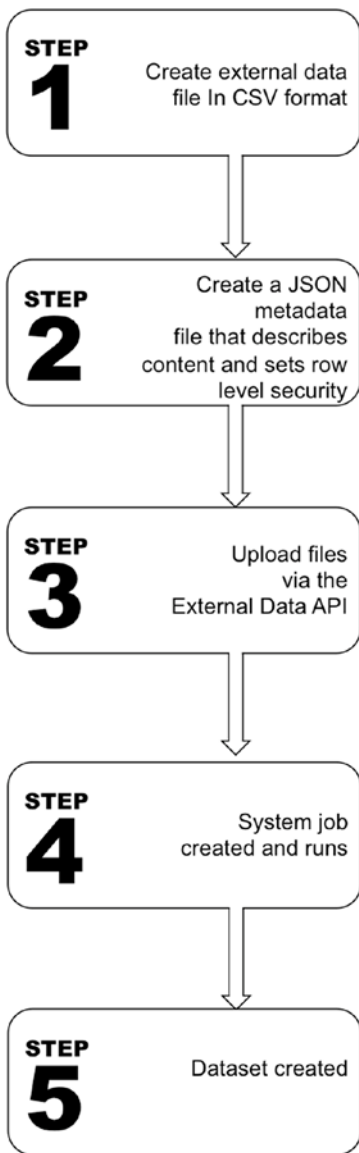 STEP
1
Create external data
file In CSV format
STEP
2
Create a JSON
metadata
file that describes
content and sets row
level security
STEP
3
Upload files
via the
External Data API
STEP
4
System job
created and runs
STEP
5
Dataset created